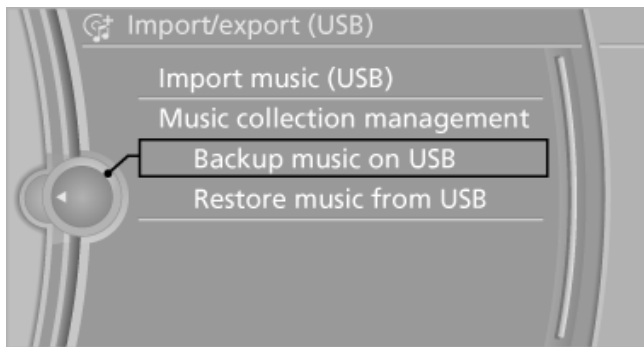 Import/export (USB)
Import music (USB)
Music collection management
Backup music on USB
Restore music from USB